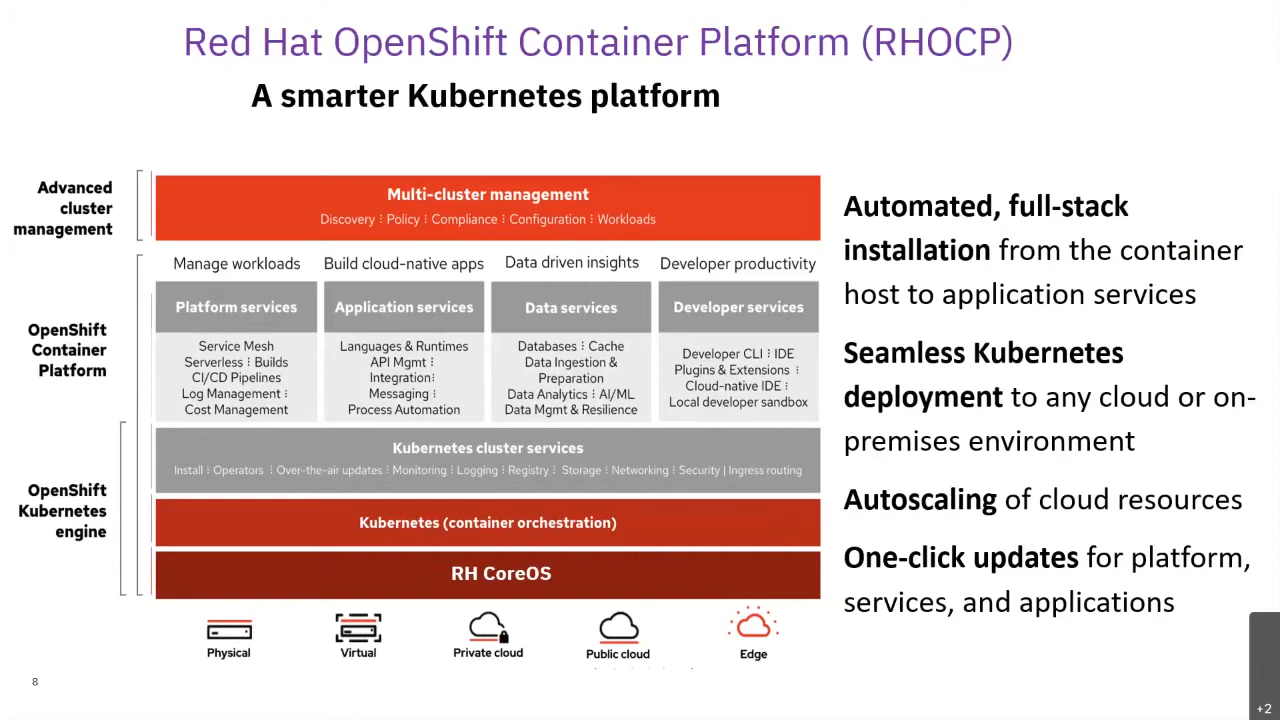 Red Hat OpenShift Container Platform (RHOCP)
A smarter Kubernetes platform
Advanced
cluster
management
Multi-cluster management
Discovery ⁝ Policy ⁝ Compliance ⁝ Configuration ⁝ Workloads
OpenShift
Container
Platform
Manage workloads
Platform services
Service Mesh
Serverless ⁝ Builds
CI/CD Pipelines
Log Management ⁝
Cost Management
Build cloud-native apps
Application services
Languages & Runtimes
API Mgmt ⁝
Integration⁝
Messaging ⁝
Process Automation
Data driven insights
Data services
Databases ⁝ Cache
Data Ingestion &
Preparation
Data Analytics ⁝ AI/ML
Data Mgmt & Resilience
Developer productivity
Developer services
Developer CLI ⁝ IDE
Plugins & Extensions ⁝
Cloud-native IDE ⁝
Local developer sandbox
OpenShift
Kubernetes
engine
Kubernetes cluster services
Install ⁝ Operators ⁝ Over-the-air updates ⁝ Monitoring ⁝ Logging ⁝ Registry ⁝ Storage ⁝ Networking ⁝ Security | Ingress routing
Kubernetes (container orchestration)
RH CoreOS
Physical
Virtual
Private cloud
Public cloud
Edge
Automated, full-stack
installation from the container
host to application services
Seamless Kubernetes
deployment to any cloud or on-
premises environment
Autoscaling of cloud resources
One-click updates for platform,
services, and applications
8
+2